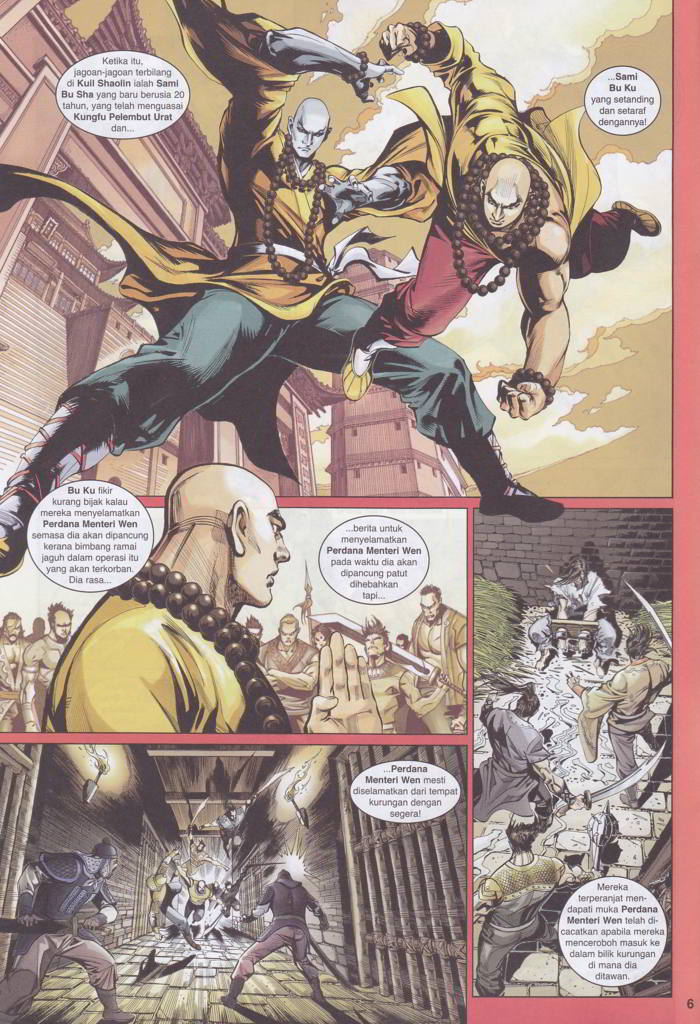 Ketika itu,
jagoan-jagoan terbilang
di Kuil Shaolin ialah Sami
Bu Sha yang baru berusia 20
tahun, yang telah menguasai
Kungfu Pelembut Urat
dan...
...Sami
Bu Ku
yang setanding
dan setaraf
dengannya!
Bu Ku fikir
kurang bijak kalau
mereka menyelamatkan
Perdana Menteri Wen
semasa dia akan dipancung
kerana bimbang ramai
jaguh dalam operasi itu
yang akan terkorban.
Dia rasa...
...berita untuk
menyelamatkan
Perdana Menteri Wen
pada waktu dia akan
dipancung patut
dihebahkan
tapi...
...Perdana
Menteri Wen mesti
diselamatkan dari tempat
kurungan dengan
segera!
Mereka
terperanjat men-
dapati muka Perdana
Menteri Wen telah di-
cacatkan apabila mereka
menceroboh masuk ke
dalam bilik kurungan
di mana dia
ditawan.
6